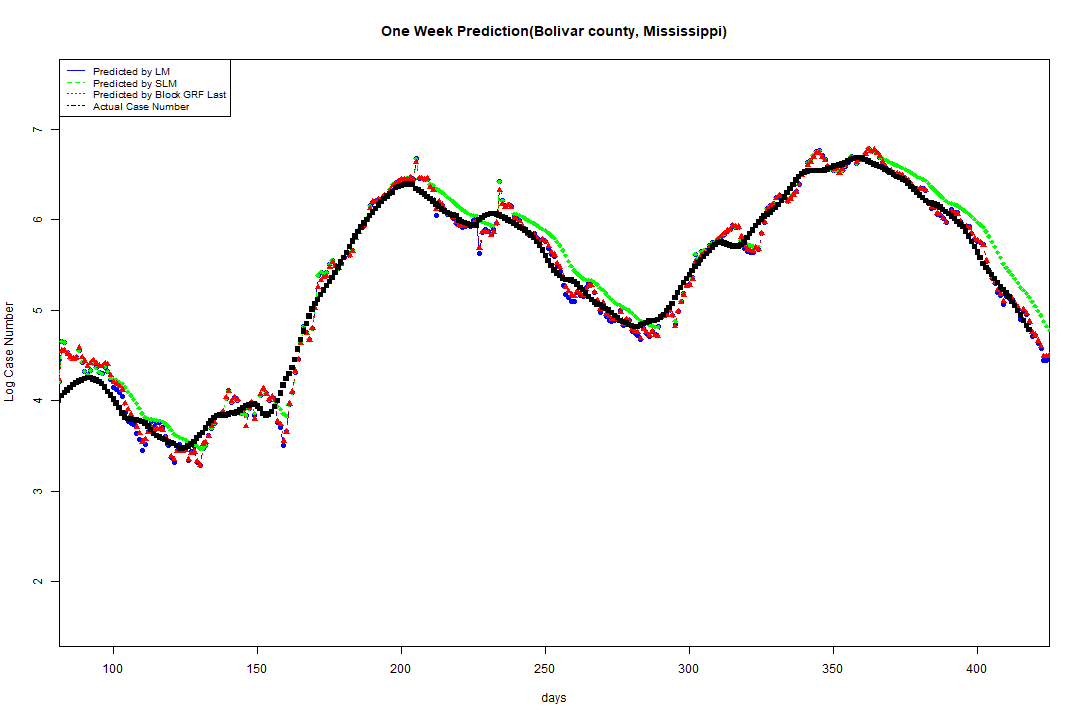 One Week Prediction(Bolivar county, Mississippi)
Predicted by LM
Predicted by SLM
Predicted by Block GRF Last
Actual Case Number
7
6
5
4
3
2
Log Case Number
100 150 200 250 300 350 400
days